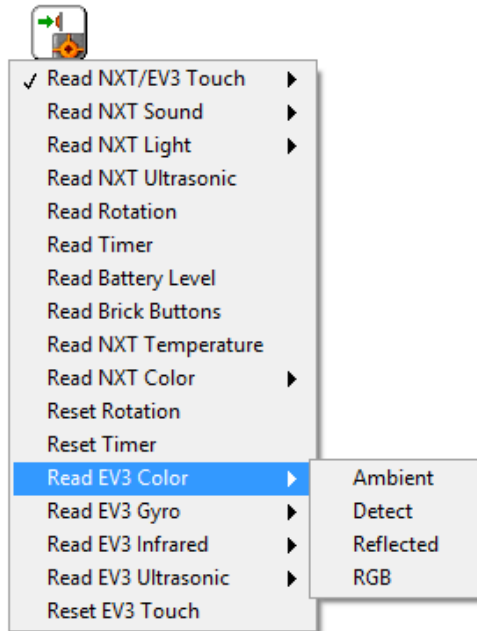 Read NXT/EV3 Touch
Read NXT Sound
Read NXT Light
Read NXT Ultrasonic
Read Rotation
Read Timer
Read Battery Level
Read Brick Buttons
Read NXT Temperature
Read NXT Color
Reset Rotation
Reset Timer
Read EV3 Color
Ambient
Read EV3 Gyro
Detect
Read EV3 Infrared
Reflected
Read EV3 Ultrasonic
RGB
Reset EV3 Touch